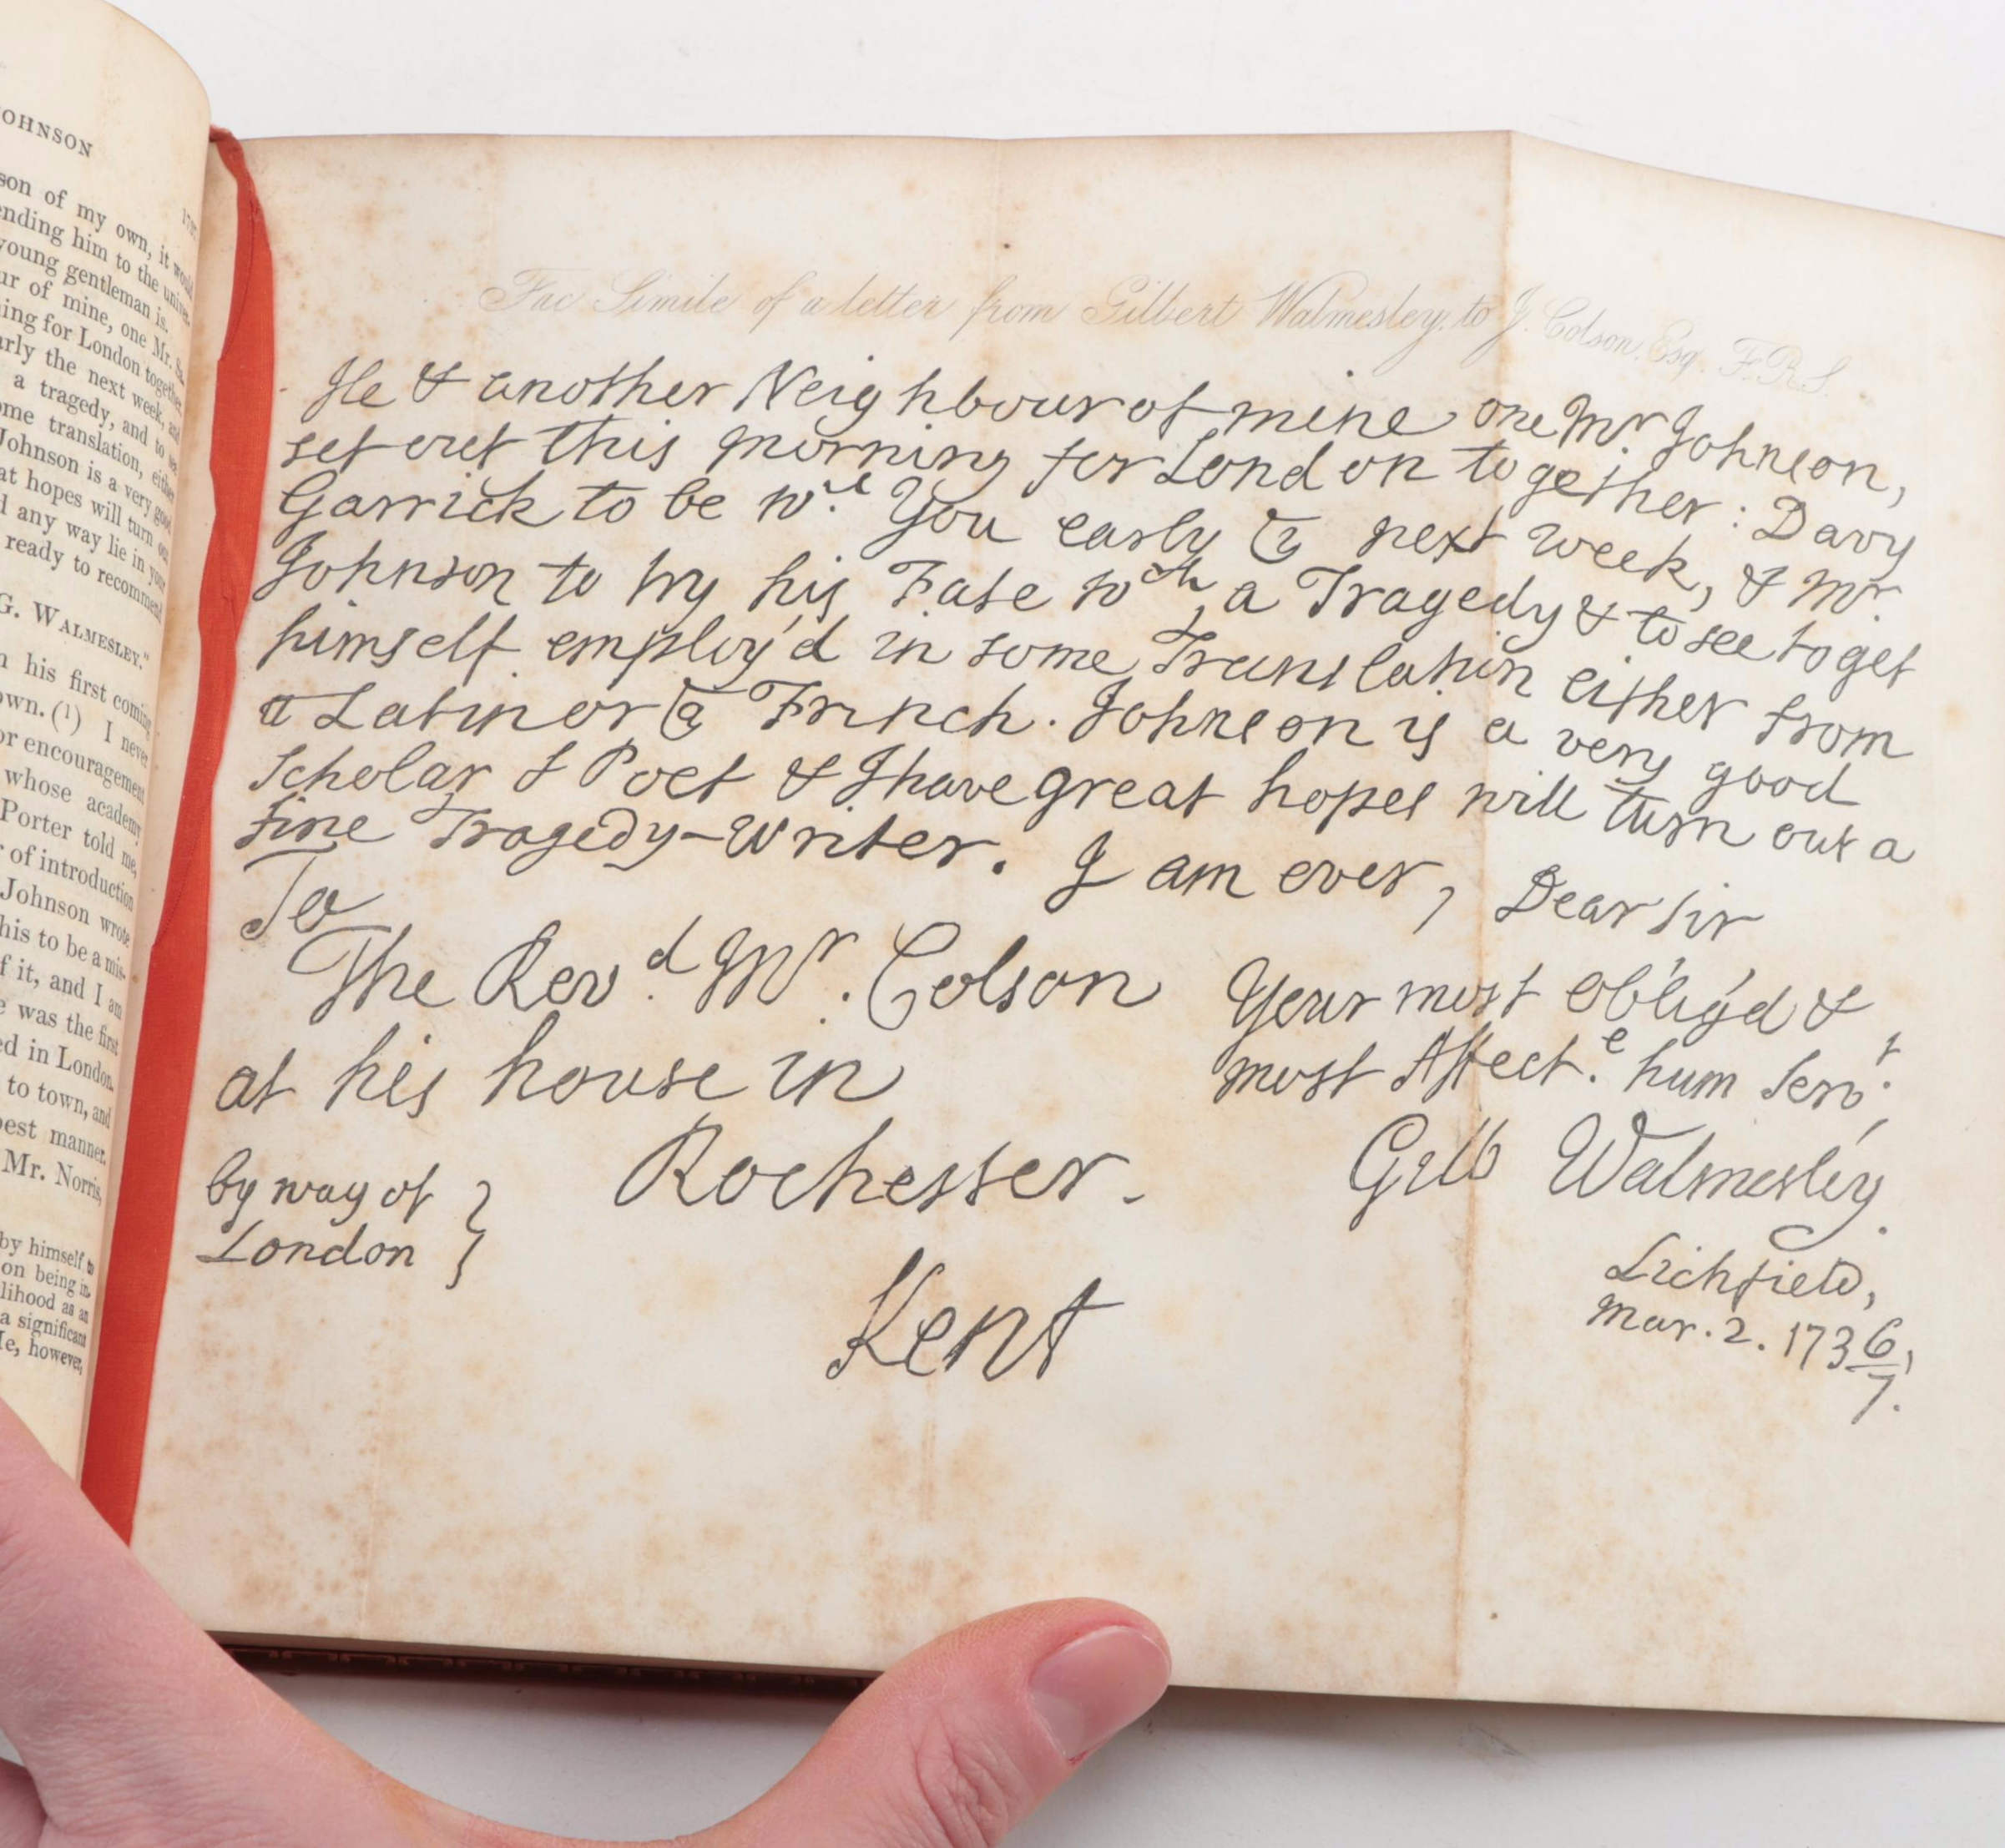 OHNSON
son of my own, it would
ending him to the univer
young gentleman is.
ur of mine, one Mr.
ing for London together
arly the next week, and
a tragedy, and to see
ome translation, either
Johnson is a very good
at hopes will turn out
d any way lie in your
ready to recommend
G. WALMESLEY."
n his first coming
own. (¹) I never
or encouragement
whose academy
Porter told me,
r of introduction
Johnson wrote
his to be a mis-
f it, and I am
e was the first
ed in London.
to town, and
best manner.
Mr. Norris,
by himself to
on being in-
lihood as an
a significant
He, however,
Fac Simile of a letter from Gilbert Walmesley, to J. Colson, Esq. F.R.S.
He & another Neighbour of mine one Mr. Johnson,
set out this morning for London together: Davy
Garrick to be wth. You early next week, & Mr.
Johnson to try his Fate wth, a Tragedy & to see to get
himself employ'd in some Translation either from
a Latin or a French. Johnson is a very good
Scholar & Poet & I have great hopes will turn out a
fine Tragedy-Writer. I am ever, Dear Sir
To
The Revd. Mr. Colson
at his house in
Rochester.
by way of }
London
Kent
Your most oblig'd &
most Affecte. hum Servt.
Gilb Walmesley.
Lichfield,
Mar. 2. 1736/7.